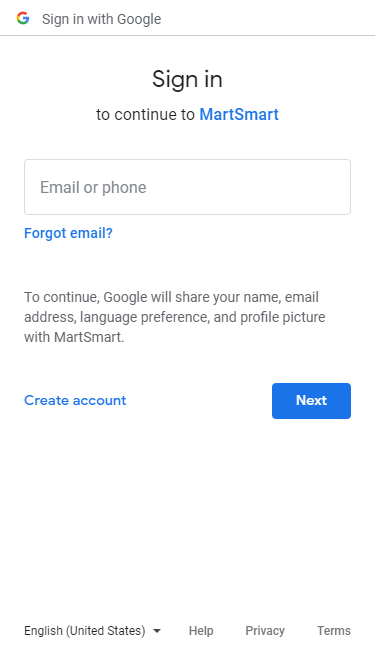 Sign in with Google
Sign in
to continue to MartSmart
Email or phone
Forgot email?
To continue, Google will share your name, email
address, language preference, and profile picture
with MartSmart.
Create account
Next
English (United States)
Help
Privacy
Terms